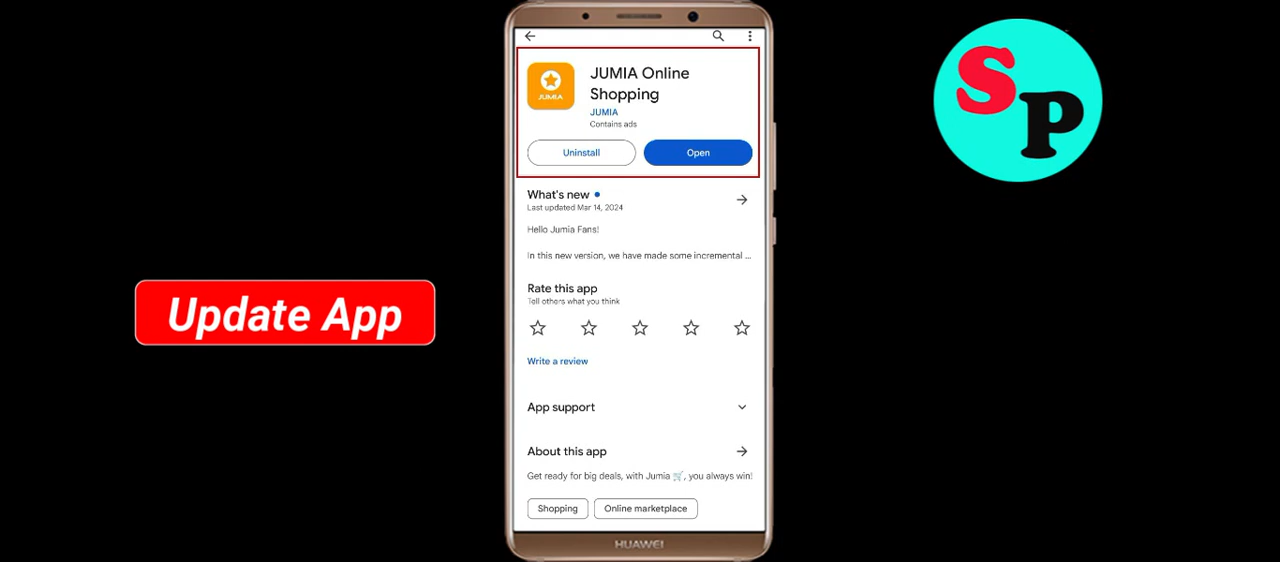 JUMIA Online
Shopping
JUMIA
JUMIA
Contains ads
Uninstall
Open
What's new
Last updated Mar 14, 2024
Hello Jumia Fans!
In this new version, we have made some incremental ...
Rate this app
Tell others what you think
Write a review
App support
About this app
Get ready for big deals, with Jumia 🛒, you always win!
Shopping
Online marketplace
HUAWEI
Update App
SP